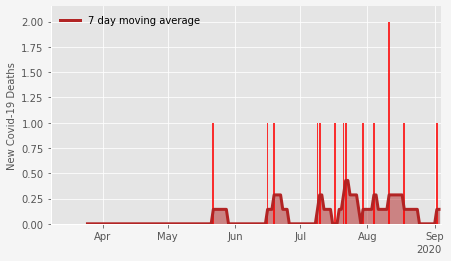 7 day moving average
New Covid-19 Deaths
2.00
1.75
1.50
1.25
1.00
0.75
0.50
0.25
0.00
Apr
May
Jun
Jul
Aug
Sep
2020